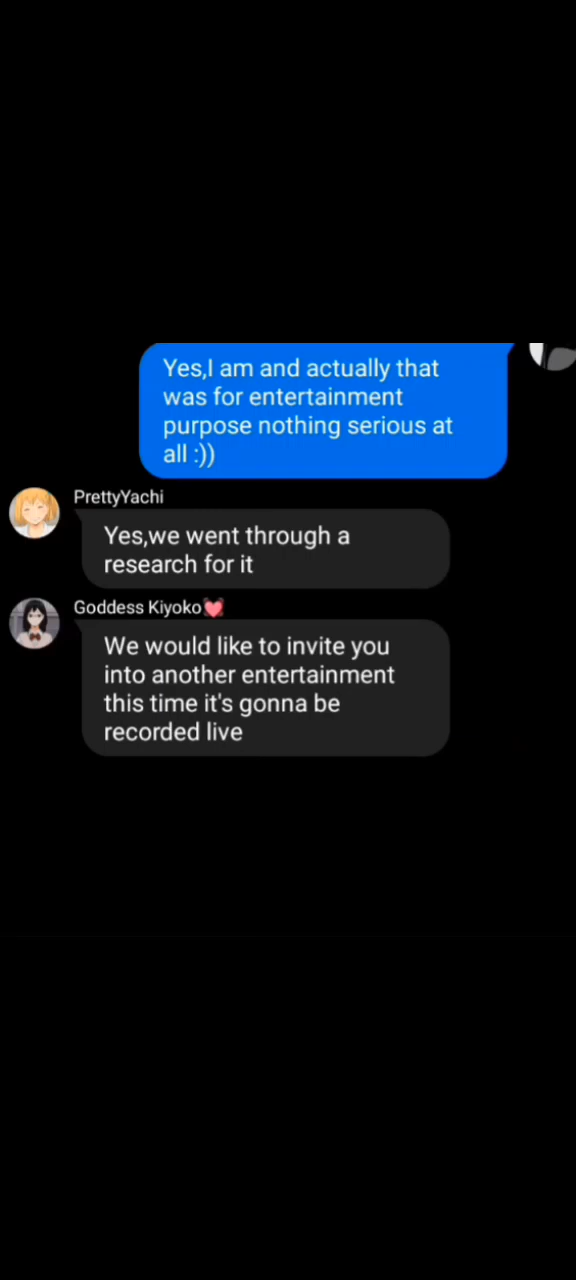 Yes,I am and actually that
was for entertainment
purpose nothing serious at
all :))
PrettyYachi
Yes,we went through a
research for it
Goddess Kiyoko💓
We would like to invite you
into another entertainment
this time it's gonna be
recorded live